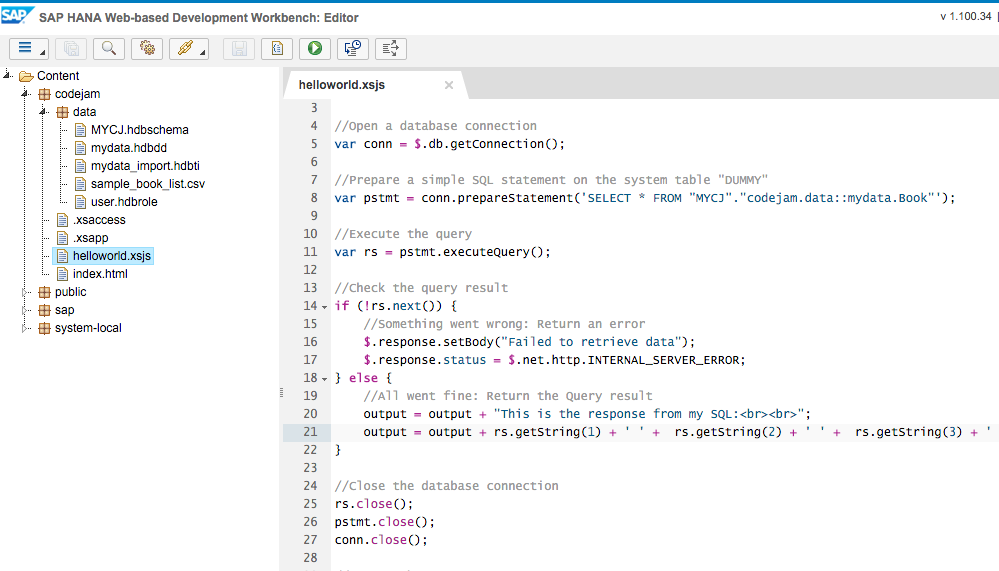 SAP SAP HANA Web-based Development Workbench: Editor v 1.100.34
Content
codejam
data
MYCJ.hdbschema
mydata.hdbdd
mydata_import.hdbti
sample_book_list.csv
user.hdbrole
.xsaccess
.xsapp
helloworld.xsjs
index.html
public
sap
system-local
helloworld.xsjs
3
4 //Open a database connection
5 var conn = $.db.getConnection();
6
7 //Prepare a simple SQL statement on the system table "DUMMY"
8 var pstmt = conn.prepareStatement('SELECT * FROM "MYCJ"."codejam.data::mydata.Book"');
9
10 //Execute the query
11 var rs = pstmt.executeQuery();
12
13 //Check the query result
14 if (!rs.next()) {
15 //Something went wrong: Return an error
16 $.response.setBody("Failed to retrieve data");
17 $.response.status = $.net.http.INTERNAL_SERVER_ERROR;
18 } else {
19 //All went fine: Return the Query result
20 output = output + "This is the response from my SQL:<br><br>";
21 output = output + rs.getString(1) + ' ' + rs.getString(2) + ' ' + rs.getString(3) + '
22 }
23
24 //Close the database connection
25 rs.close();
26 pstmt.close();
27 conn.close();
28